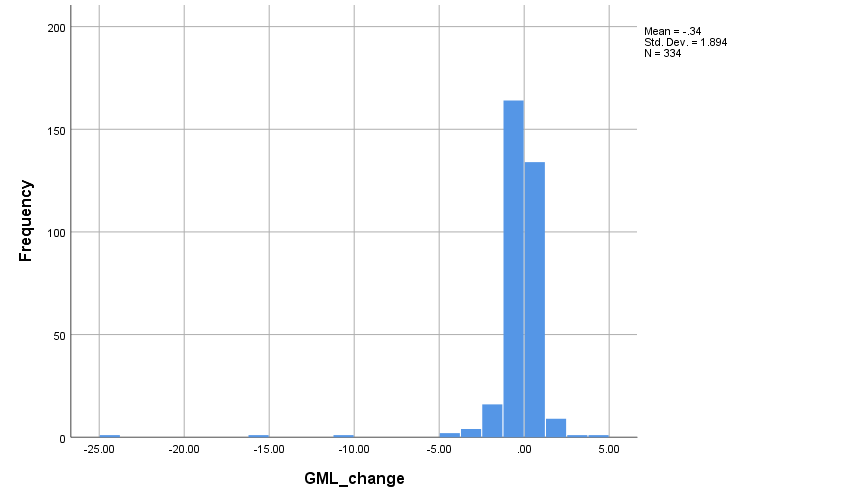 200
150
100
50
0
Frequency
-25.00
-20.00
-15.00
-10.00
-5.00
.00
5.00
GML_change
Mean = -.34
Std. Dev. = 1.894
N = 334